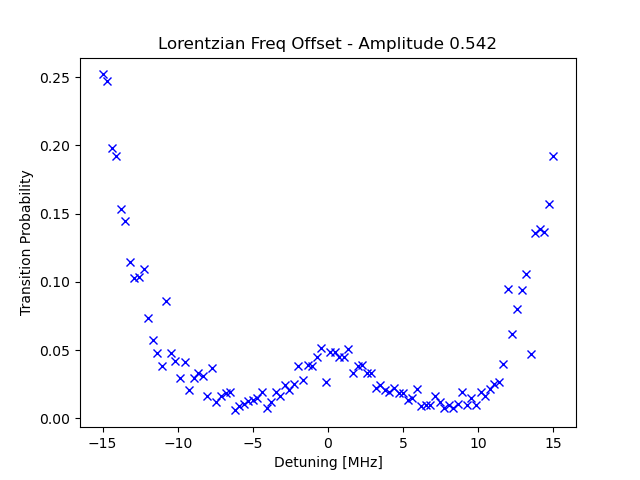 Lorentzian Freq Offset - Amplitude 0.542
Transition Probability
0.25
0.20
0.15
0.10
0.05
0.00
−15 −10 −5 0 5 10 15
Detuning [MHz]